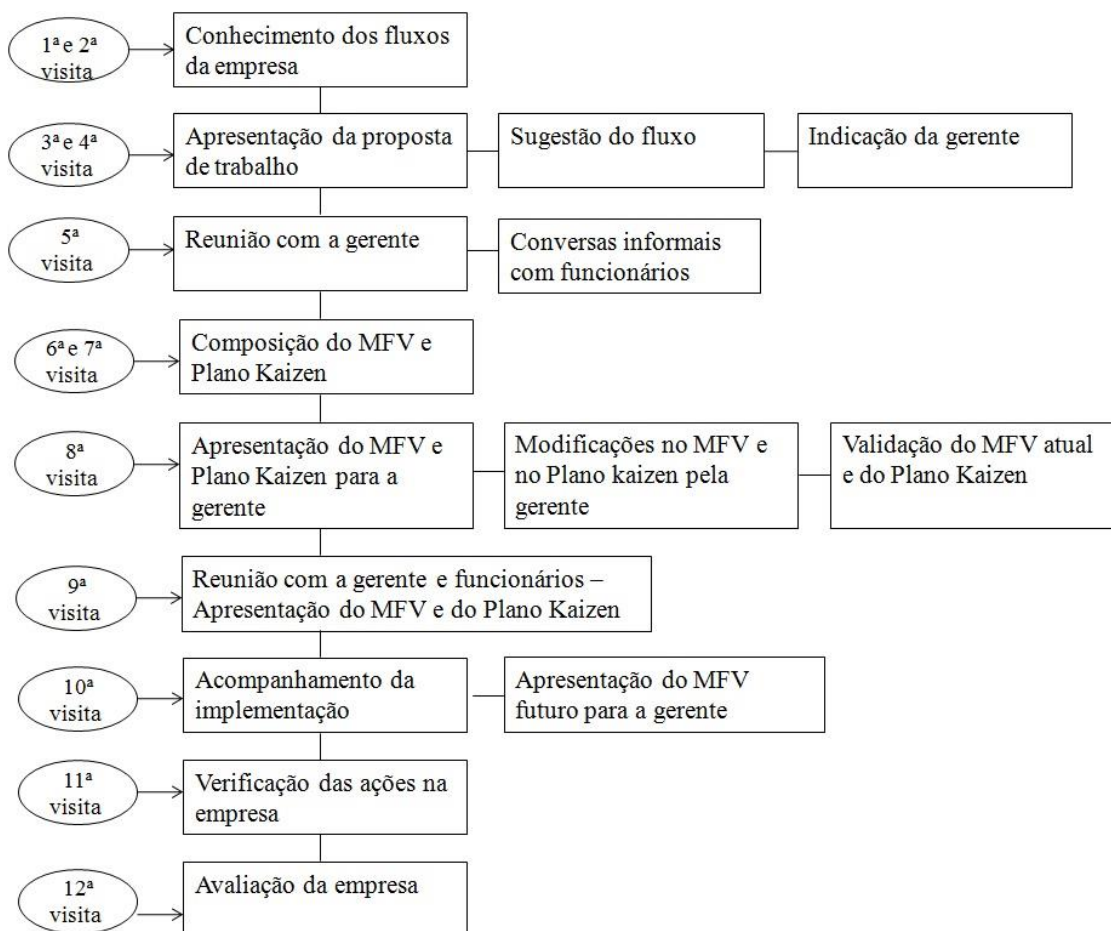 1ª e 2ª
visita
Conhecimento dos fluxos
da empresa
3ª e 4ª
visita
Apresentação da proposta
de trabalho
Sugestão do fluxo
Indicação da gerente
5ª
visita
Reunião com a gerente
Conversas informais
com funcionários
6ª e 7ª
visita
Composição do MFV e
Plano Kaizen
8ª
visita
Apresentação do MFV e
Plano Kaizen para a
gerente
Modificações no MFV e
no Plano kaizen pela
gerente
Validação do MFV atual
e do Plano Kaizen
9ª
visita
Reunião com a gerente e funcionários –
Apresentação do MFV e do Plano Kaizen
10ª
visita
Acompanhamento da
implementação
Apresentação do MFV
futuro para a gerente
11ª
visita
Verificação das ações na
empresa
12ª
visita
Avaliação da empresa